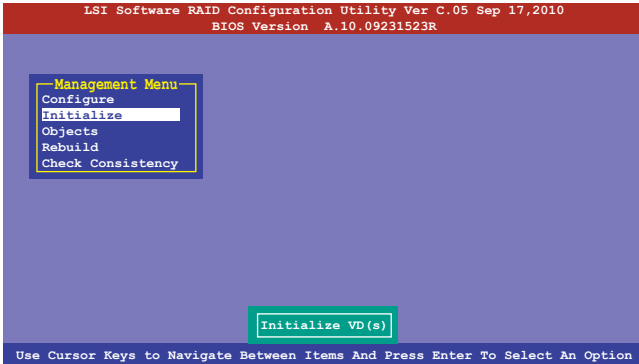 LSI Software RAID Configuration Utility Ver C.05 Sep 17,2010
BIOS Version A.10.09231523R
Management Menu
Configure
Initialize
Objects
Rebuild
Check Consistency
Initialize VD(s)
Use Cursor Keys to Navigate Between Items And Press Enter To Select An Option